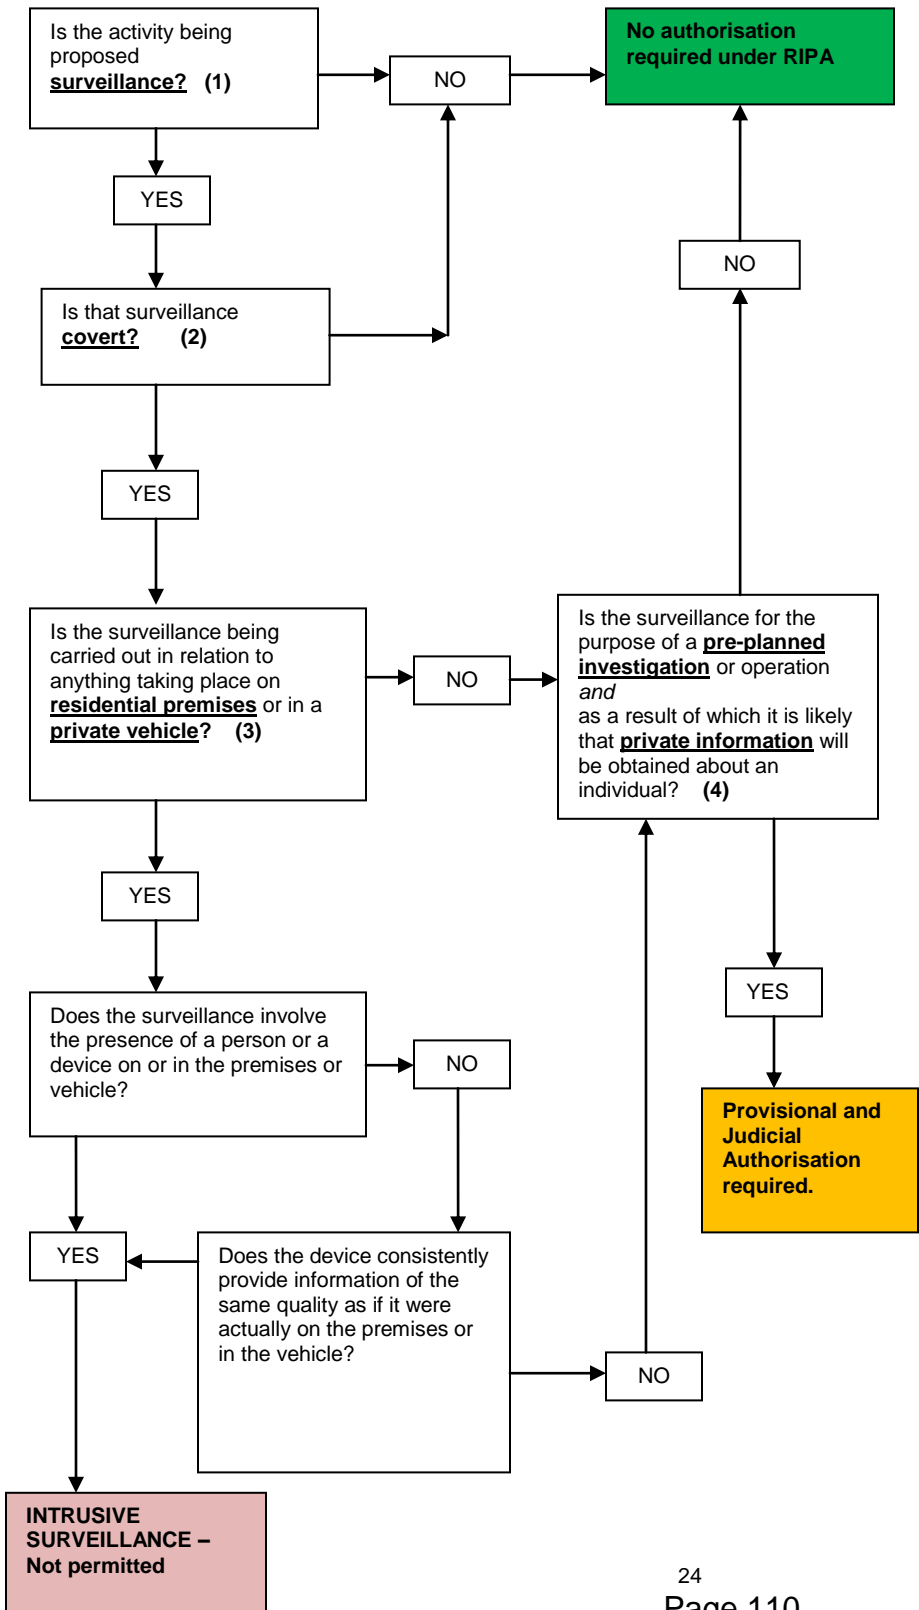 Is the activity being
proposed
surveillance? (1)
NO
No authorisation
required under RIPA
YES
NO
Is that surveillance
covert? (2)
YES
Is the surveillance being
carried out in relation to
anything taking place on
residential premises or in a
private vehicle? (3)
NO
Is the surveillance for the
purpose of a pre-planned
investigation or operation
and
as a result of which it is likely
that private information will
be obtained about an
individual? (4)
YES
YES
Does the surveillance involve
the presence of a person or a
device on or in the premises or
vehicle?
NO
Provisional and
Judicial
Authorisation
required.
YES
Does the device consistently
provide information of the
same quality as if it were
actually on the premises or
in the vehicle?
NO
INTRUSIVE
SURVEILLANCE –
Not permitted
24
Page 110